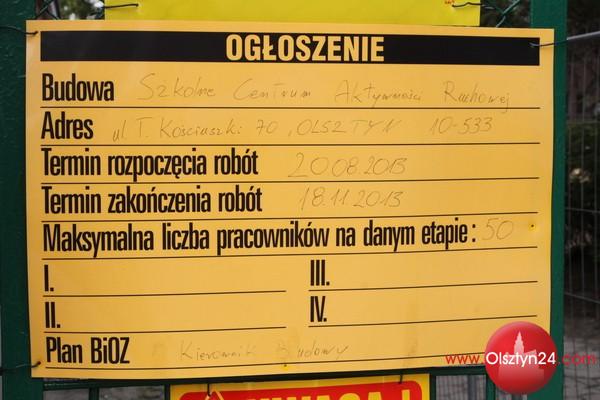 OGŁOSZENIE
Budowa Szkolne Centrum Aktywności Ruchowej
Adres ul T. Kościuszki 70, OLSZTYN 10-533
Termin rozpoczęcia robót 20.08.2013
Termin zakończenia robót 18.11.2013
Maksymalna liczba pracowników na danym etapie: 50
I. III.
II. IV.
Plan BiOZ Kierownik Budowy
www.Olsztyn24.com
UWAGA!